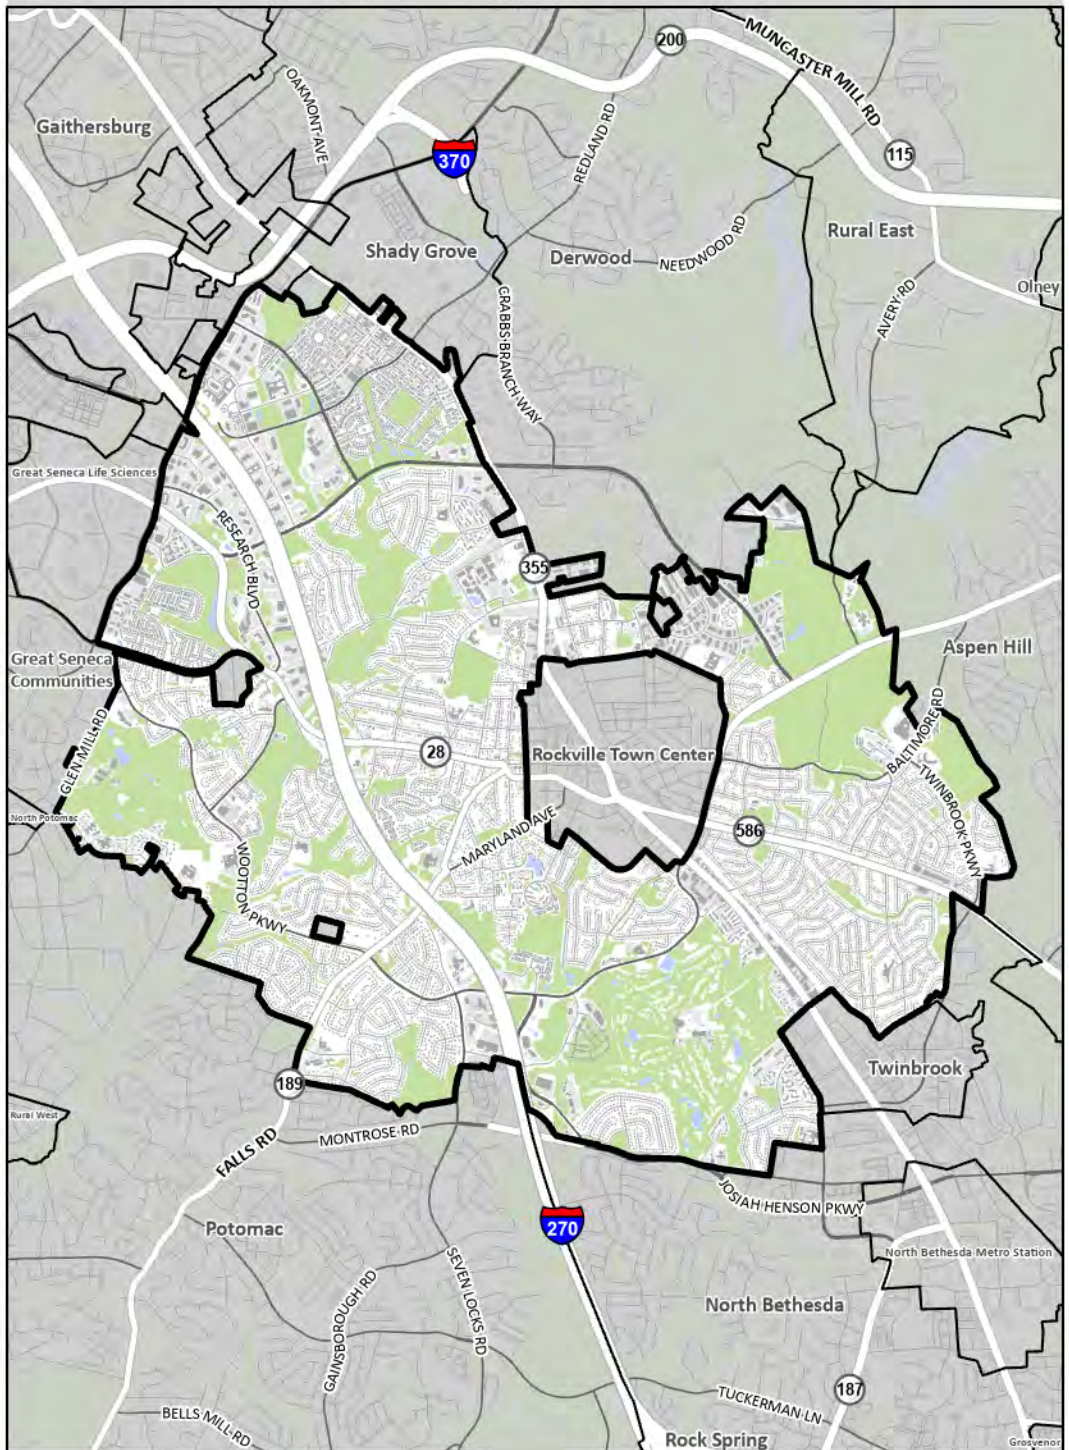 200
MUNCASTER MILL RD
OAKMONT AVE
Gaithersburg
REDLAND RD
370
115
Shady Grove
Derwood
NEEDWOOD RD
Rural East
AVERY RD
Olney
CRABBS BRANCH WAY
Great Seneca Life Sciences
RESEARCH BLVD
355
Great Seneca
Communities
Aspen Hill
GLEN MILL RD
BALTIMORE RD
28
Rockville Town Center
TWINBROOK PKWY
North Potomac
MARYLAND AVE
586
WOOTTON PKWY
Twinbrook
189
Rural West
MONTROSE RD
FALLS RD
JOSIAH HENSON PKWY
270
Potomac
North Bethesda Metro Station
SEVEN LOCKS RD
GAINSBOROUGH RD
North Bethesda
187
TUCKERMAN LN
BELLS MILL RD
Rock Spring
Grosvenor